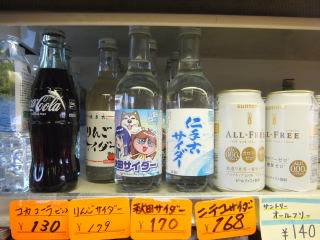 Coca-Cola
りんご
サイダー
秋田サイダー
仁手古
サイダー
SUNTORY
ALL-FREE
SUNTORY
ALL-FREE
コカコーラビン
¥130
りんごサイダー
¥179
秋田サイダー
¥170
ニテコサイダー
¥168
サントリー
オールフリー
¥140